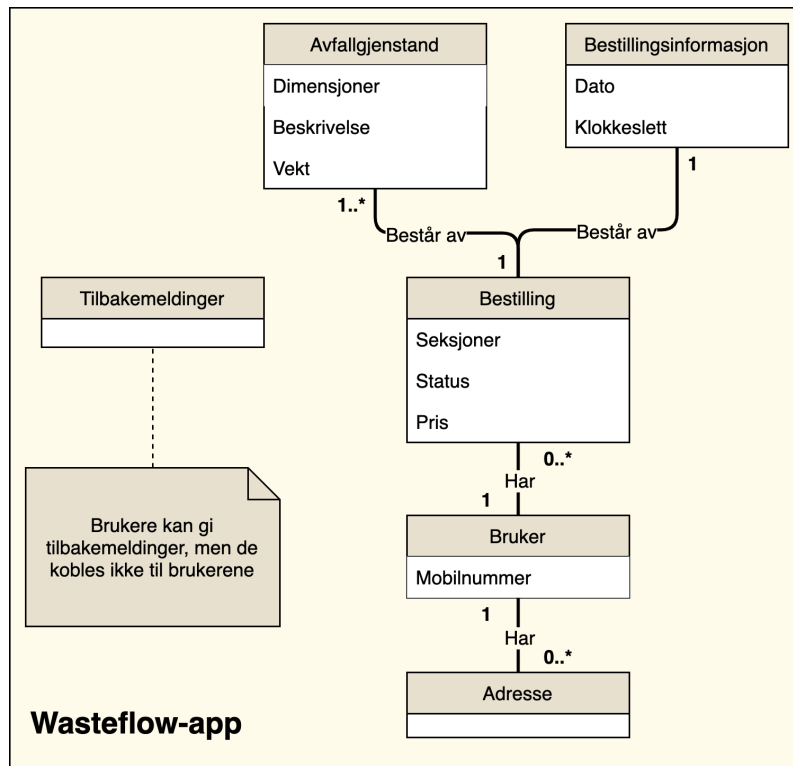 Avfallgjenstand
Dimensjoner
Beskrivelse
Vekt
Bestillingsinformasjon
Dato
Klokkeslett
1..*
1
Består av
Består av
1
Tilbakemeldinger
Bestilling
Seksjoner
Status
Pris
0..*
Har
1
Brukere kan gi
tilbakemeldinger, men de
kobles ikke til brukerene
Bruker
Mobilnummer
1
Har
0..*
Adresse
Wasteflow-app